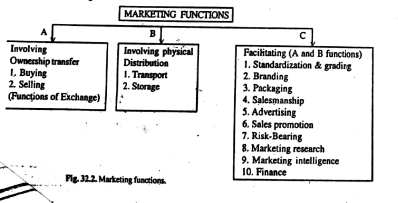 MARKETING FUNCTIONS
A
B
C
Involving
Ownership transfer
1, Buying
2. Selling
(Functions of Exchange)
Involving physical
Distribution
1. Transport
2. Storage
Facilitating (A and B functions)
1. Standardization & grading
2. Branding
3. Packaging
4. Salesmanship
5. Advertising
6. Sales promotion
7. Risk-Bearing
8. Marketing research
9. Marketing intelligence
10. Finance
Fig. 32.2. Marketing functions.